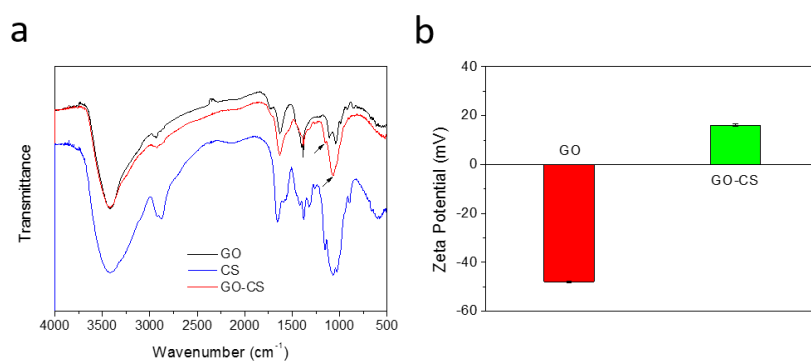 a
Transmittance
GO
CS
GO-CS
4000 3500 3000 2500 2000 1500 1000 500
Wavenumber (cm⁻¹)
b
Zeta Potential (mV)
40
20
0
-20
-40
-60
GO
GO-CS